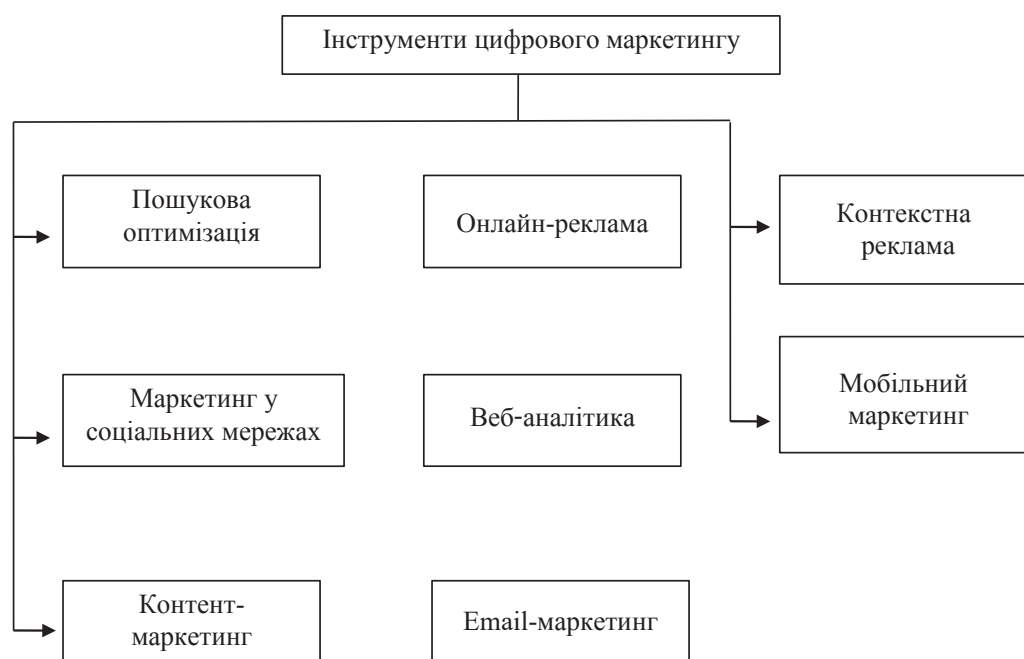 Інструменти цифрового маркетингу
Пошукова
оптимізація
Онлайн-реклама
Контекстна
реклама
Маркетинг у
соціальних мережах
Веб-аналітика
Мобільний
маркетинг
Контент-
маркетинг
Email-маркетинг